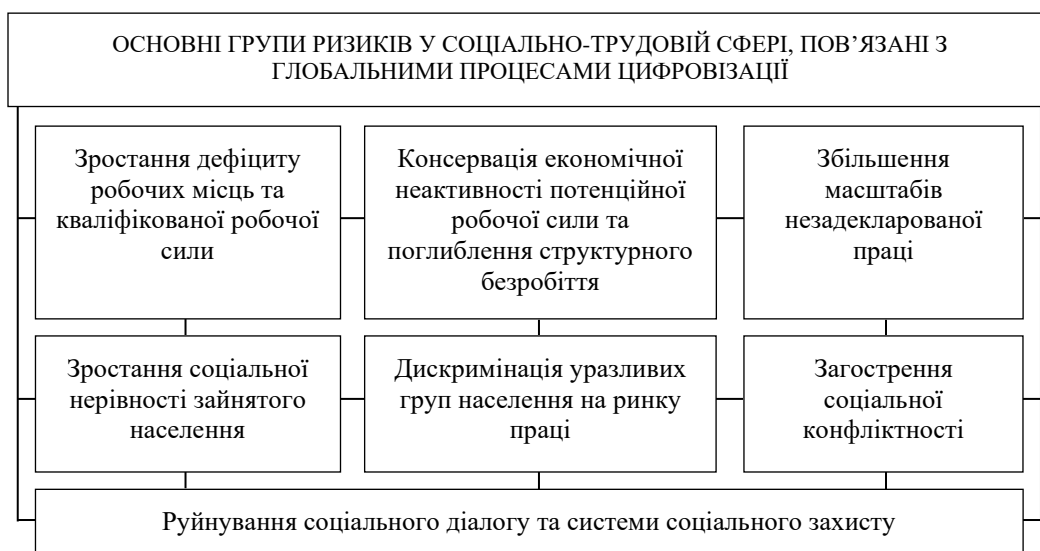 ОСНОВНІ ГРУПИ РИЗИКІВ У СОЦІАЛЬНО-ТРУДОВІЙ СФЕРІ, ПОВ’ЯЗАНІ З
ГЛОБАЛЬНИМИ ПРОЦЕСАМИ ЦИФРОВІЗАЦІЇ
Зростання дефіциту
робочих місць та
кваліфікованої робочої
сили
Консервація економічної
неактивності потенційної
робочої сили та
поглиблення структурного
безробіття
Збільшення
масштабів
незадекларованої
праці
Зростання соціальної
нерівності зайнятого
населення
Дискримінація уразливих
груп населення на ринку
праці
Загострення
соціальної
конфліктності
Руйнування соціального діалогу та системи соціального захисту